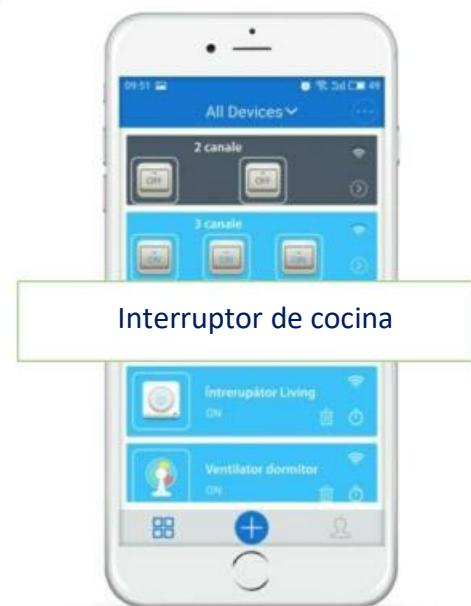 09:51
49
All Devices
2 canale
OFF
OFF
3 canale
ON
ON
ON
Interruptor de cocina
Întrerupător Living
ON
Ventilator dormitor
ON